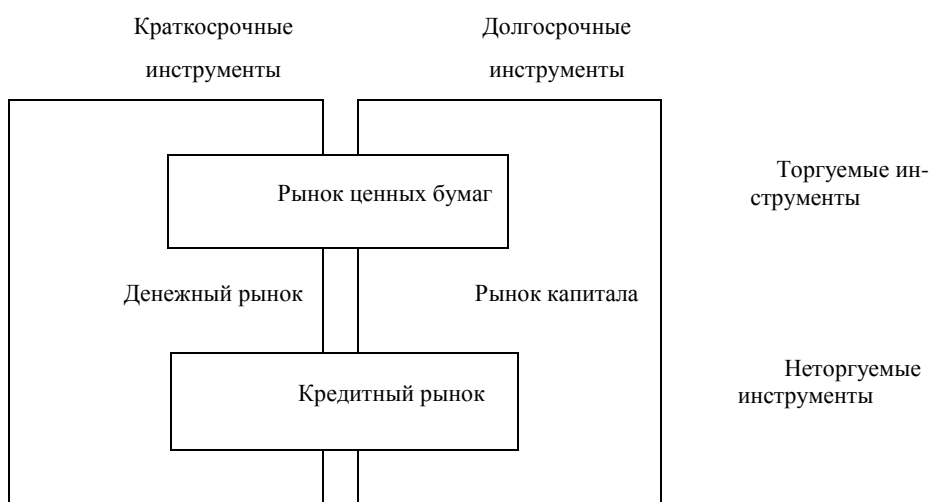 Краткосрочные
инструменты
Долгосрочные
инструменты
Торгуемые ин-
струменты
Рынок ценных бумаг
Денежный рынок
Рынок капитала
Неторгуемые
инструменты
Кредитный рынок